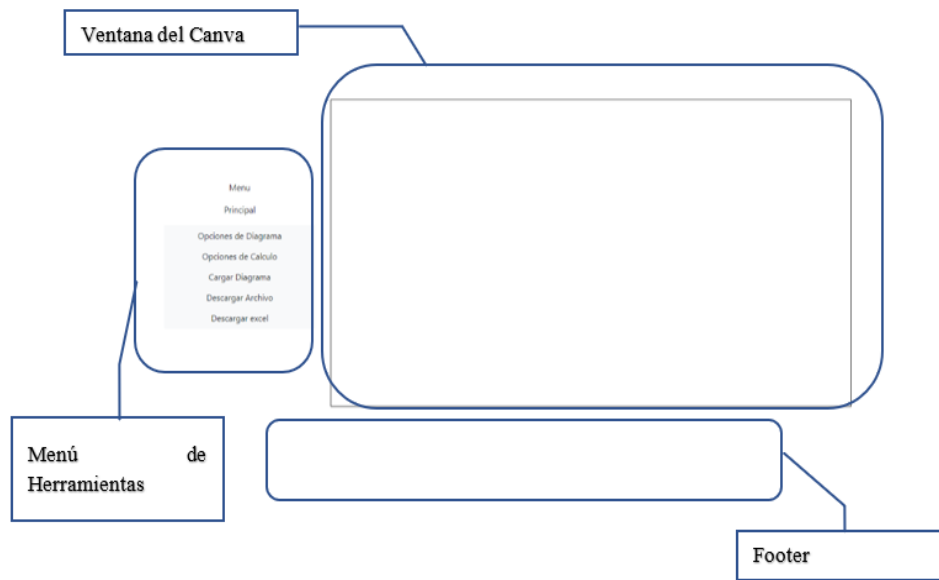 Ventana del Canva
Menu
Principal
Opciones de Diagrama
Opciones de Calculo
Cargar Diagrama
Descargar Archivo
Descargar excel
Menú de
Herramientas
Footer